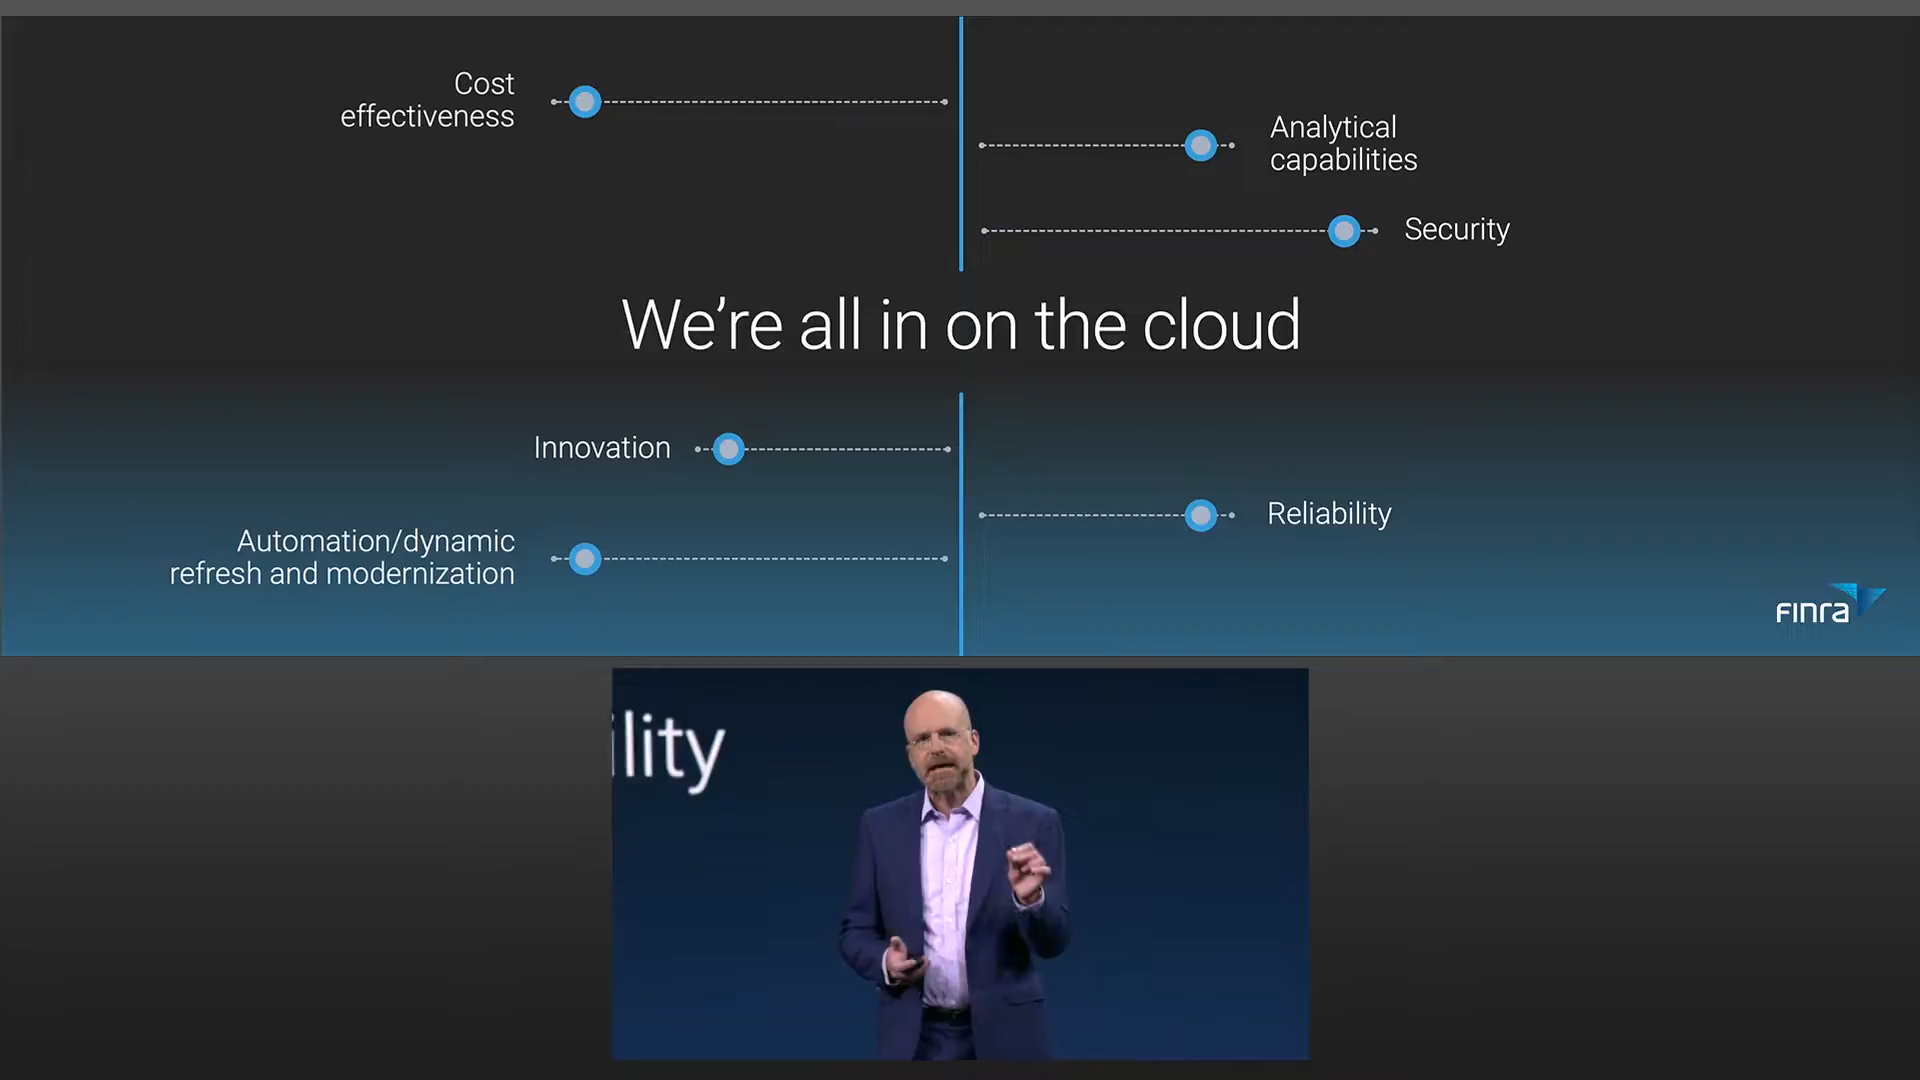 Cost
effectiveness
Analytical
capabilities
Security
We're all in on the cloud
Innovation
Reliability
Automation/dynamic
refresh and modernization
finra
ility